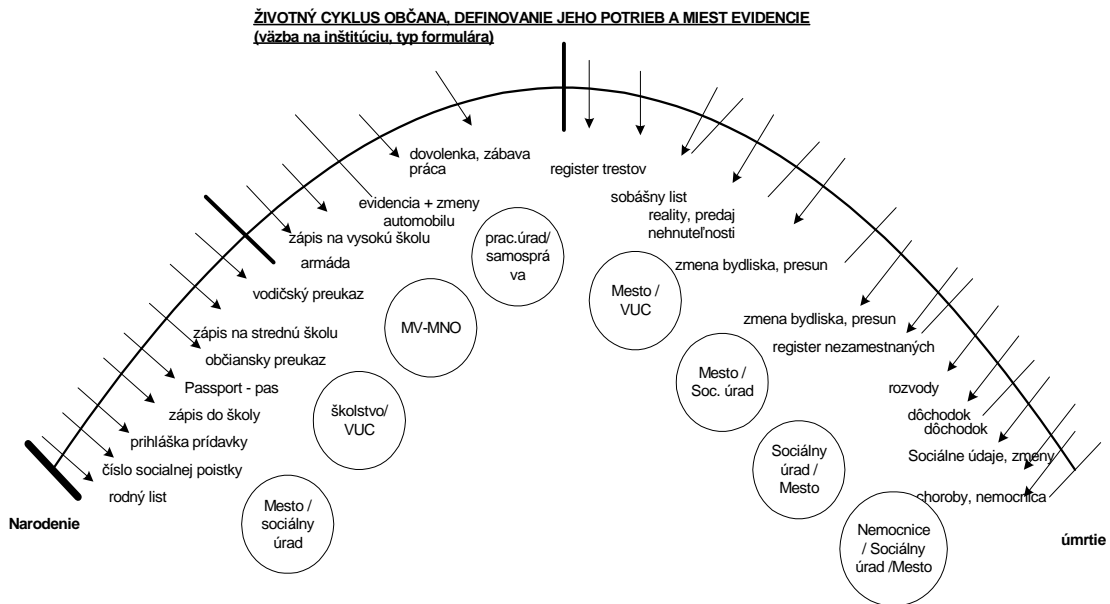 ŽIVOTNÝ CYKLUS OBČANA, DEFINOVANIE JEHO POTRIEB A MIEST EVIDENCIE
(väzba na inštitúciu, typ formulára)
dovolenka, zábava
práca
evidencia + zmeny
automobilu
zápis na vysokú školu
armáda
vodičský preukaz
zápis na strednú školu
občiansky preukaz
Passport - pas
zápis do školy
prihláška prídavky
číslo socialnej poistky
rodný list
Narodenie
register trestov
sobášny list
reality, predaj
nehnuteľnosti
zmena bydliska, presun
zmena bydliska, presun
register nezamestnaných
rozvody
dôchodok
dôchodok
Sociálne údaje, zmeny
choroby, nemocnica
úmrtie
Mesto /
sociálny
úrad
školstvo/
VUC
MV-MNO
prac.úrad/
samosprá
va
Mesto /
VUC
Mesto /
Soc. úrad
Sociálny
úrad /
Mesto
Nemocnice
/ Sociálny
úrad /Mesto